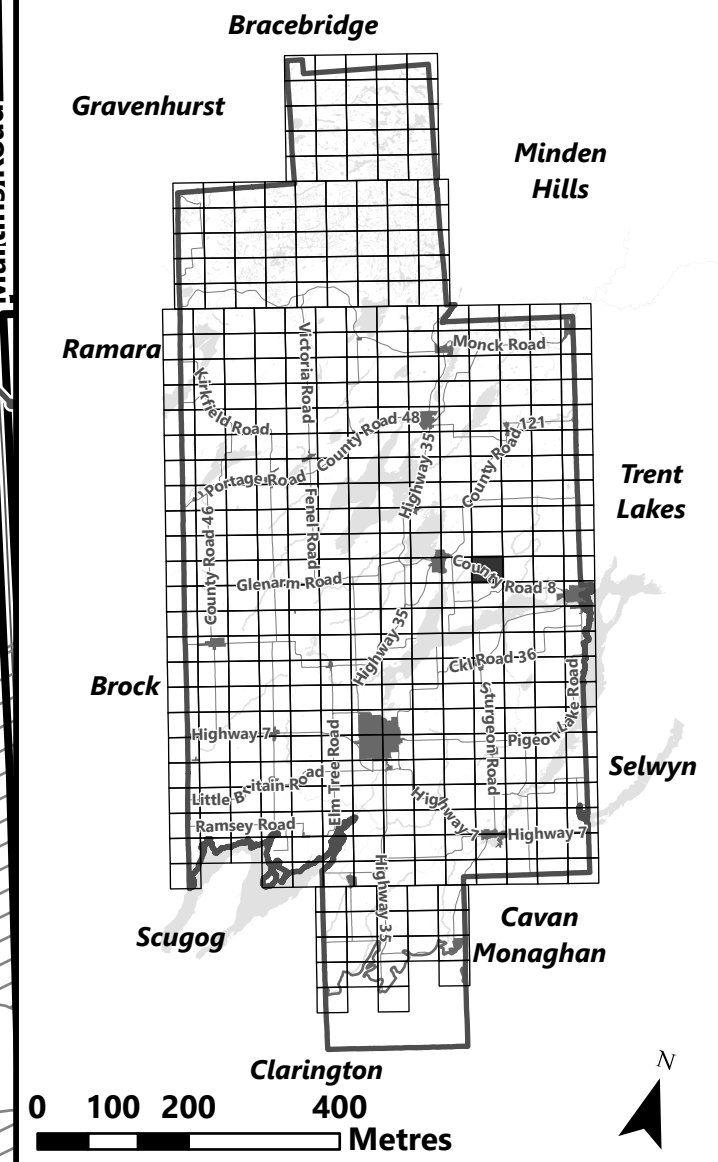 Bracebridge
Gravenhurst
Minden
Hills
Ramara
Monck Road
Victoria Road
Kirkfield Road
County Road 48
121
County Road
Highway 35
Portage Road
Trent
Lakes
Fenel Road
County Road 46
County Road 8
Glenarm Road
Highway 35
Ckl Road 36
Brock
Sturgeon Road
Pigeon Lake Road
Highway 7
Elm Tree Road
Selwyn
Little Britain Road
Ramsey Road
Highway 7
Highway 7
Highway 35
Scugog
Cavan
Monaghan
Clarington
N
0 100 200 400
Metres